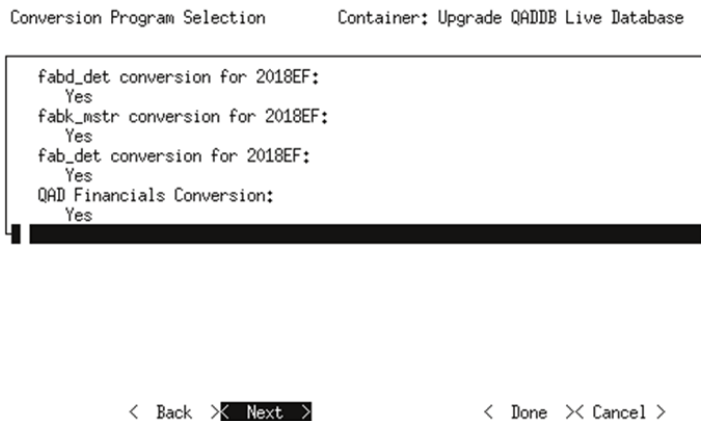 Conversion Program Selection Container: Upgrade QADDB Live Database
fabd_det conversion for 2018EF:
Yes
fabk_mstr conversion for 2018EF:
Yes
fab_det conversion for 2018EF:
Yes
QAD Financials Conversion:
Yes
< Back >< Next > < Done >< Cancel >